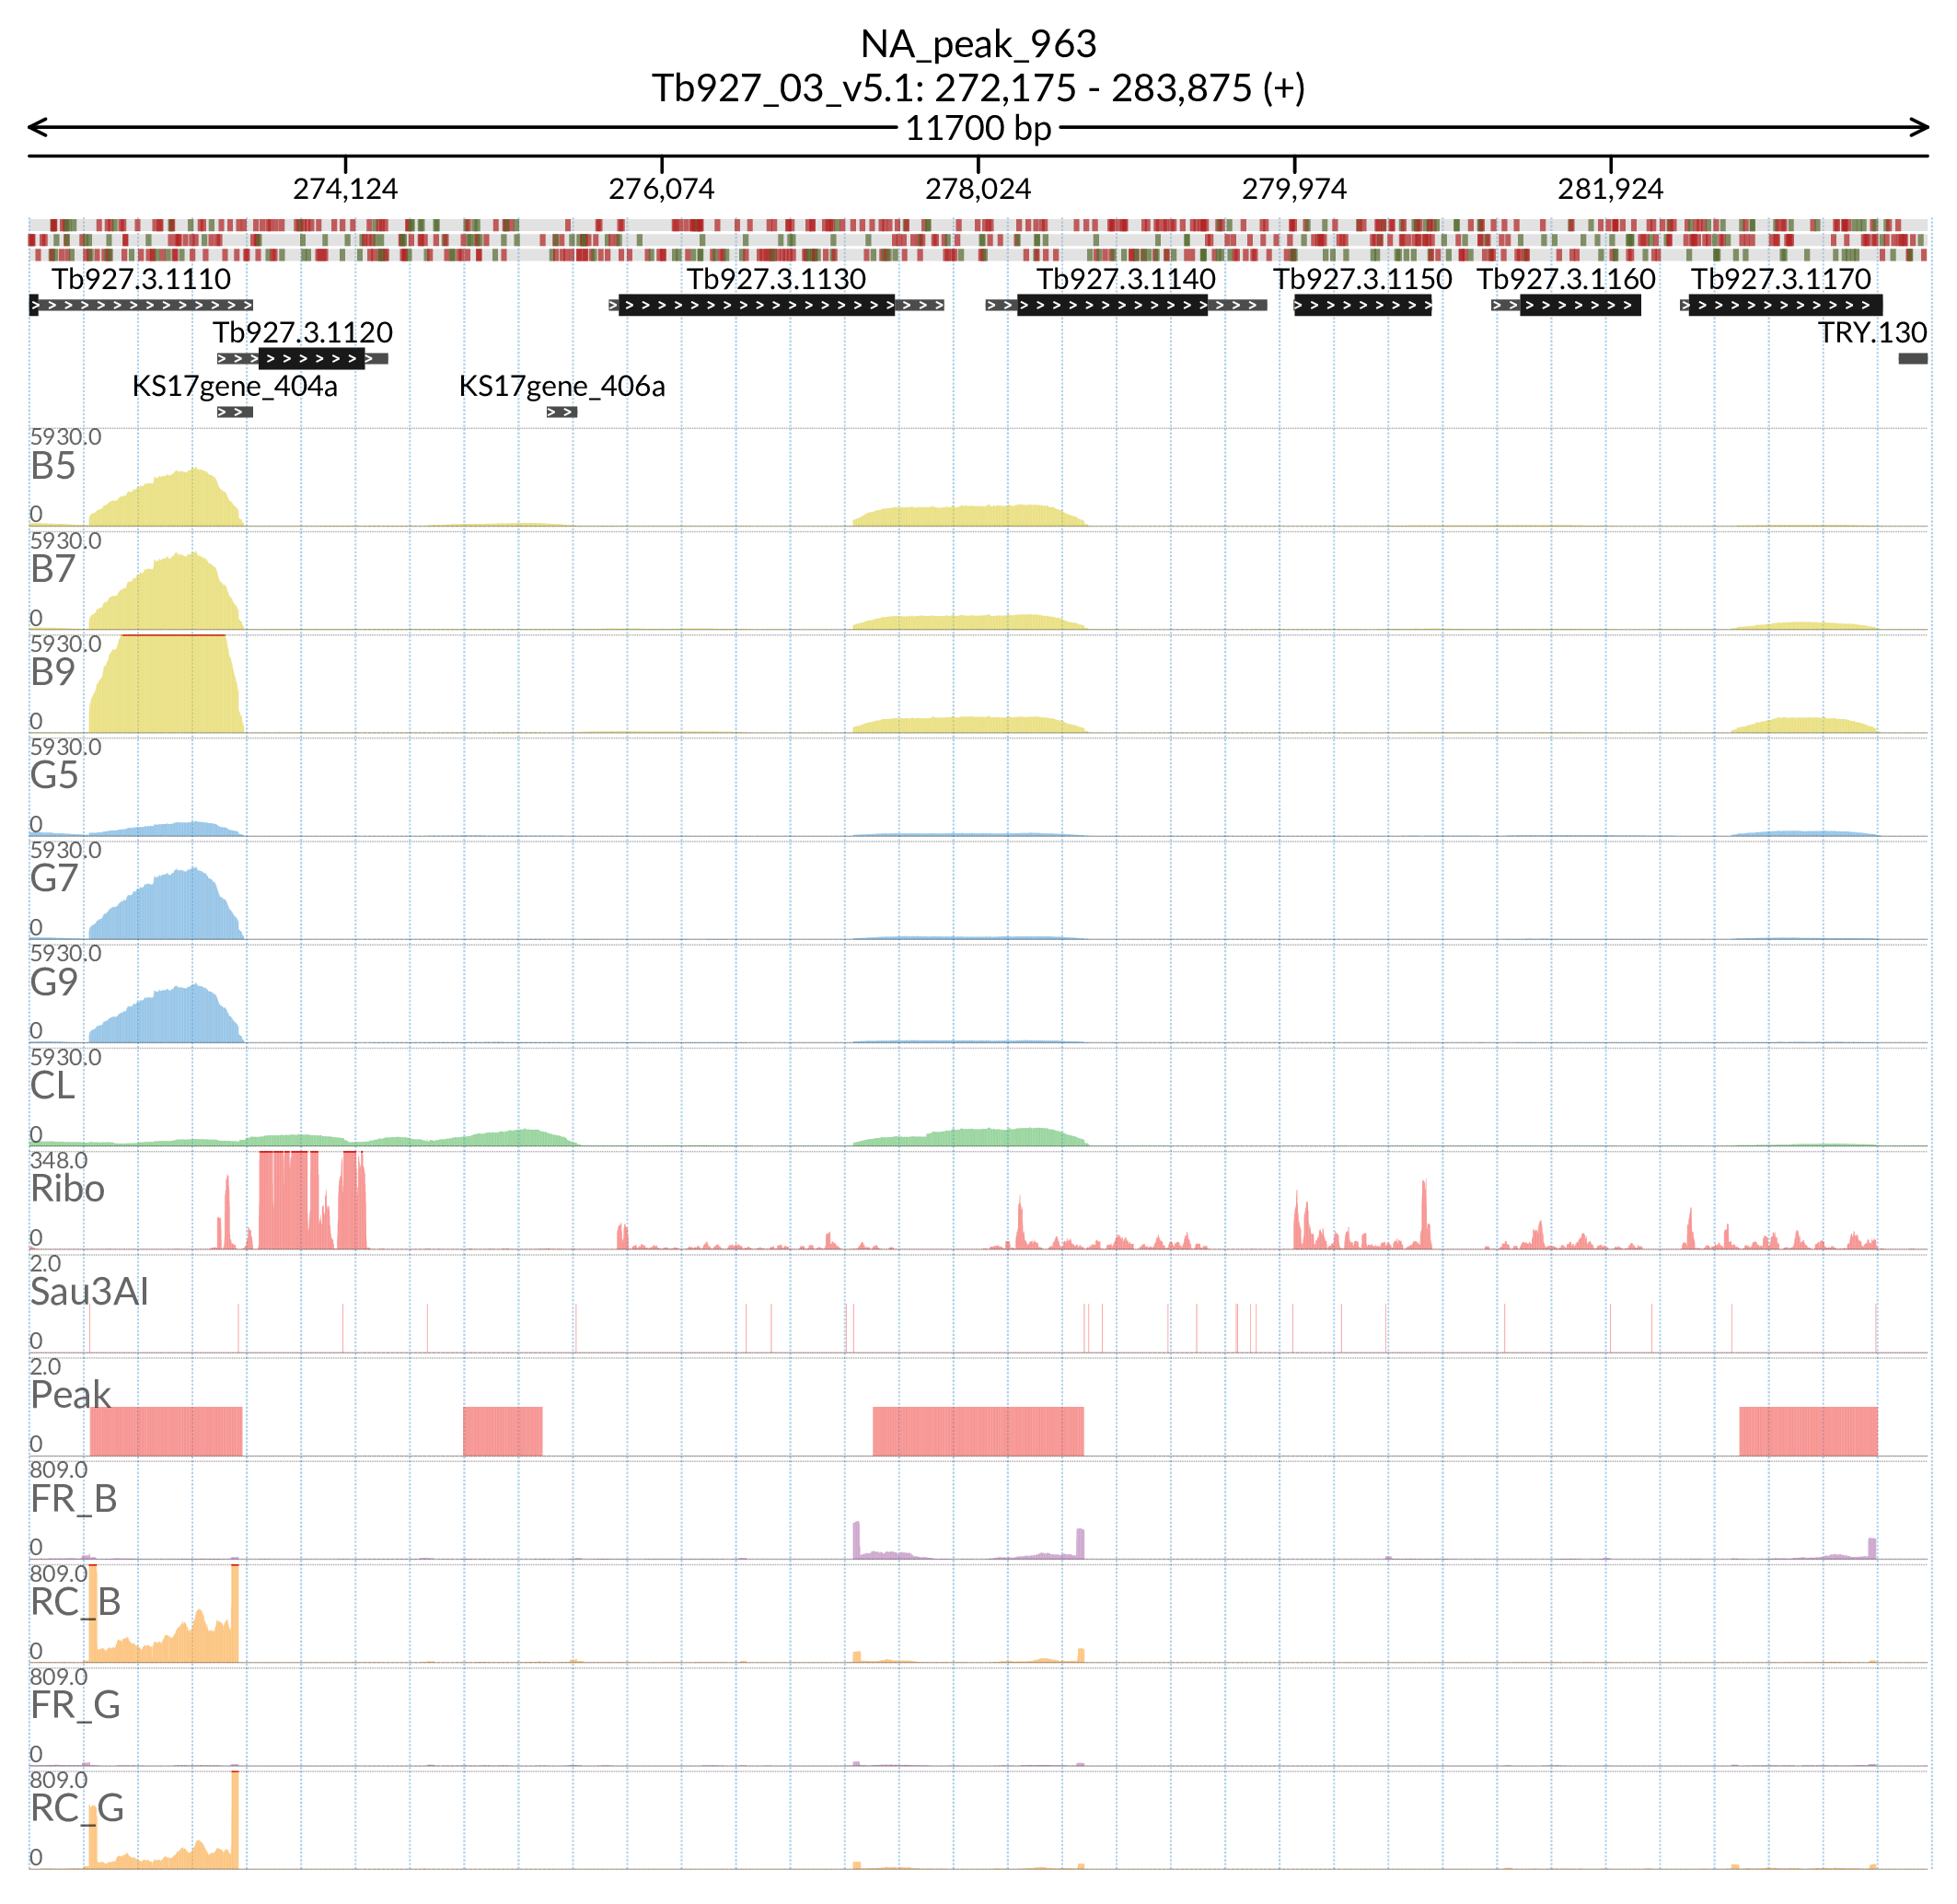 NA_peak_963
Tb927_03_v5.1: 272,175 - 283,875 (+)
11700 bp
274,124 276,074 278,024 279,974 281,924
Tb927.3.1110 Tb927.3.1130 Tb927.3.1140 Tb927.3.1150 Tb927.3.1160 Tb927.3.1170
Tb927.3.1120 TRY.130
KS17gene_404a KS17gene_406a
5930.0
B5
0
5930.0
B7
0
5930.0
B9
0
5930.0
G5
0
5930.0
G7
0
5930.0
G9
0
5930.0
CL
0
348.0
Ribo
0
2.0
Sau3AI
0
2.0
Peak
0
809.0
FR_B
0
809.0
RC_B
0
809.0
FR_G
0
809.0
RC_G
0